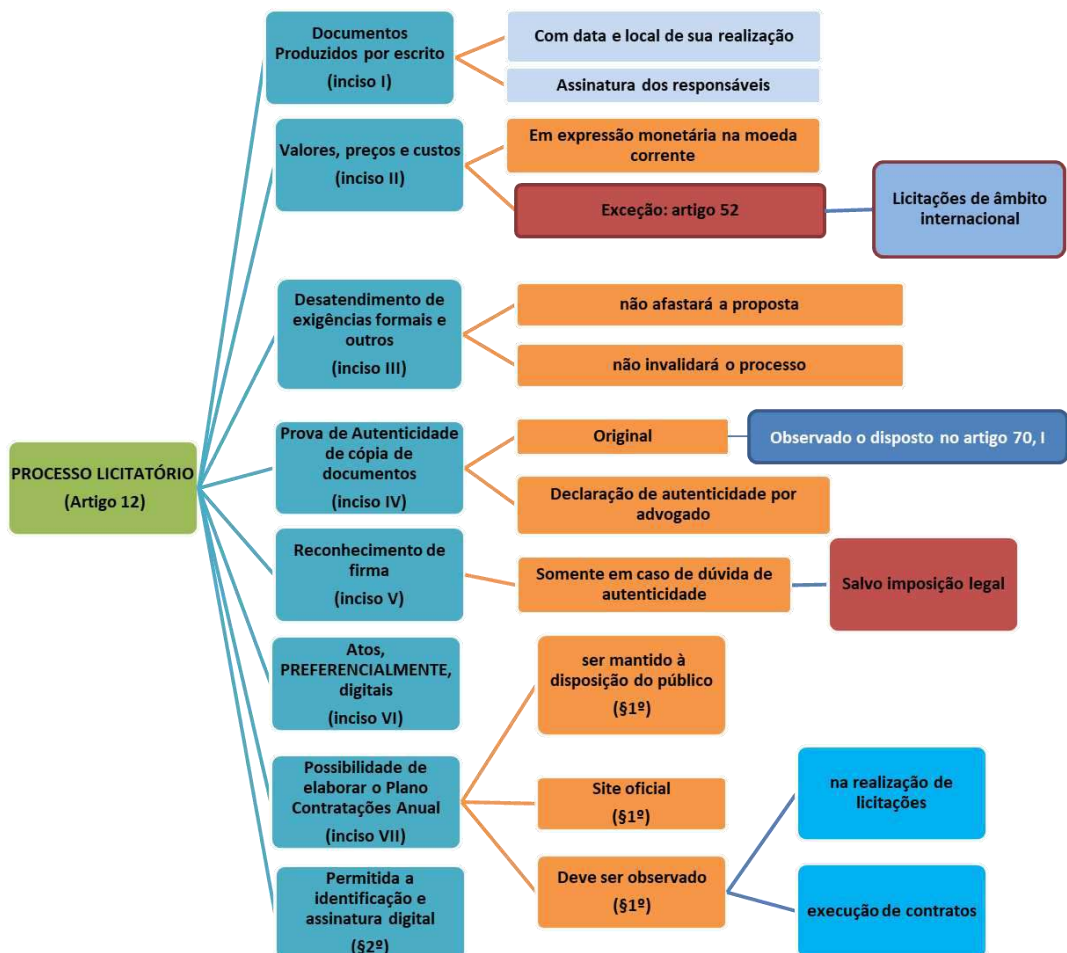 PROCESSO LICITATÓRIO
(Artigo 12)
Documentos
Produzidos por escrito
(inciso I)
Com data e local de sua realização
Assinatura dos responsáveis
Valores, preços e custos
(inciso II)
Em expressão monetária na moeda
corrente
Exceção: artigo 52
Licitações de âmbito
internacional
Desatendimento de
exigências formais e
outros
(inciso III)
não afastará a proposta
não invalidará o processo
Prova de Autenticidade
de cópia de
documentos
(inciso IV)
Original
Observado o disposto no artigo 70, I
Declaração de autenticidade por
advogado
Reconhecimento de
firma
(inciso V)
Somente em caso de dúvida de
autenticidade
Salvo imposição legal
Atos,
PREFERENCIALMENTE,
digitais
(inciso VI)
Possibilidade de
elaborar o Plano
Contratações Anual
(inciso VII)
ser mantido à
disposição do público
(§1º)
Site oficial
(§1º)
Deve ser observado
(§1º)
na realização de
licitações
execução de contratos
Permitida a
identificação e
assinatura digital
(§2º)